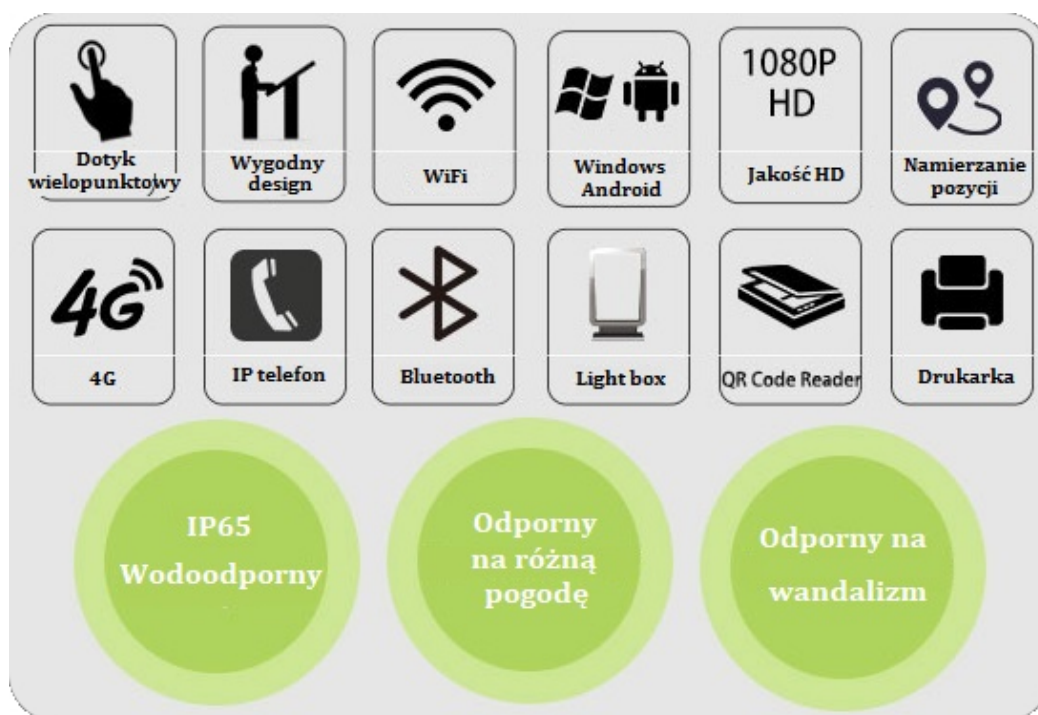 1080P
HD
Dotyk
wielopunktowy
Wygodny
design
WiFi
Windows
Android
Jakość HD
Namierzanie
pozycji
4G
4G
IP telefon
Bluetooth
Light box
QR Code Reader
Drukarka
IP65
Wodoodporny
Odporny
na różną
pogodę
Odporny na
wandalizm